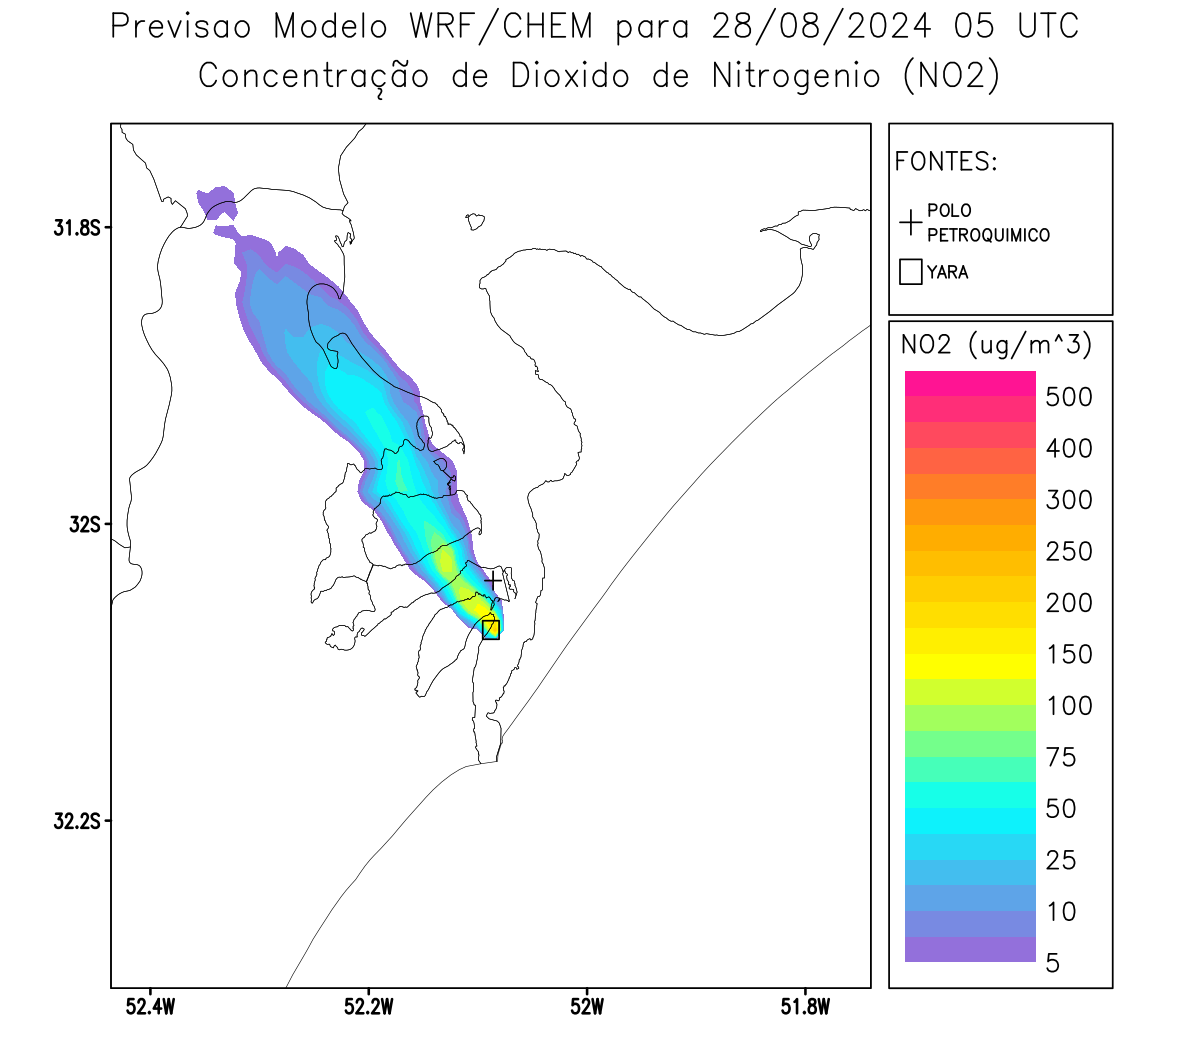 Previsao Modelo WRF/CHEM para 28/08/2024 05 UTC
Concentração de Dioxido de Nitrogenio (NO2)
FONTES:
POLO
PETROQUIMICO
YARA
31.8S
32S
32.2S
52.4W
52.2W
52W
51.8W
NO2 (ug/m^3)
500
400
300
250
200
150
100
75
50
25
10
5